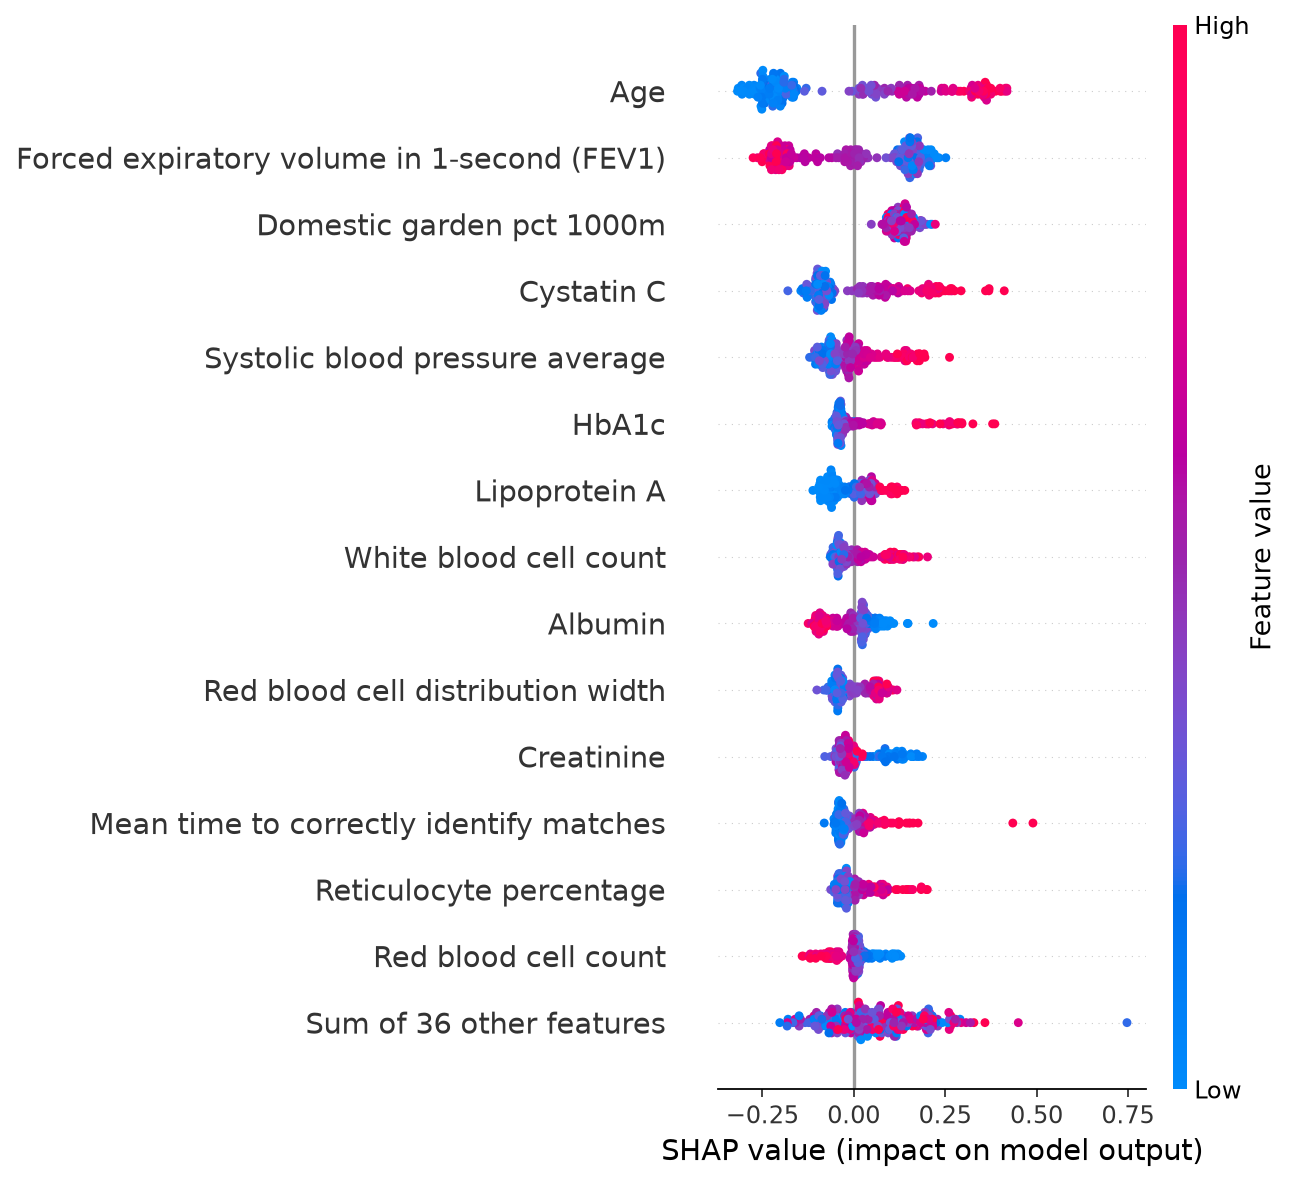 High
Age
Forced expiratory volume in 1-second (FEV1)
Domestic garden pct 1000m
Cystatin C
Systolic blood pressure average
HbA1c
Lipoprotein A
White blood cell count
Albumin
Red blood cell distribution width
Creatinine
Mean time to correctly identify matches
Reticulocyte percentage
Red blood cell count
Sum of 36 other features
Feature value
Low
−0.25 0.00 0.25 0.50 0.75
SHAP value (impact on model output)